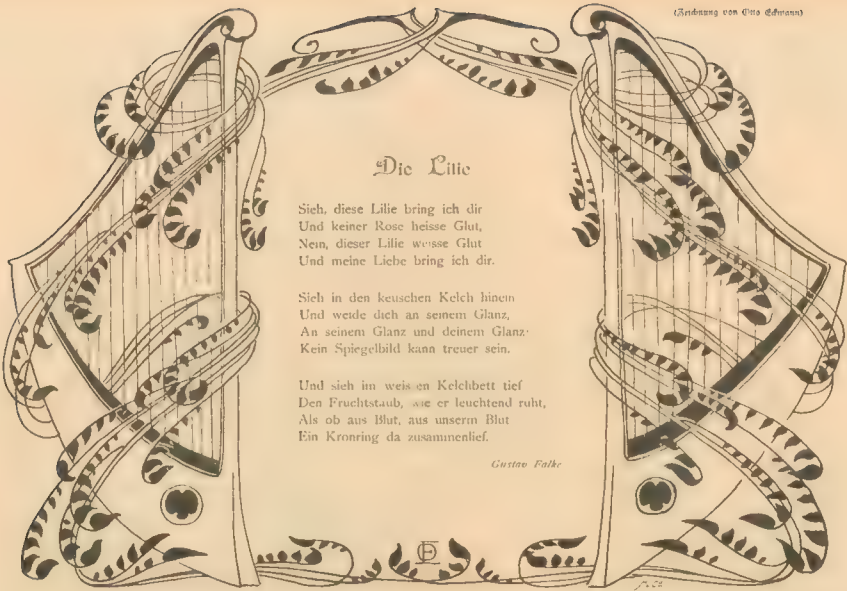 (Zeichnung von Otto Eckmann)
Die Lilie
Sieh, diese Lilie bring ich dir
Und keiner Rose heisse Glut,
Nein, dieser Lilie weisse Glut
Und meine Liebe bring ich dir.
Sieh in den keuschen Kelch hinein
Und weide dich an seinem Glanz,
An seinem Glanz und deinem Glanz·
Kein Spiegelbild kann treuer sein.
Und sieh im weis en Kelchbett tief
Den Fruchtstaub, wie er leuchtend ruht,
Als ob aus Blut, aus unserm Blut
Ein Kronring da zusammenlief.
Gustav Falke